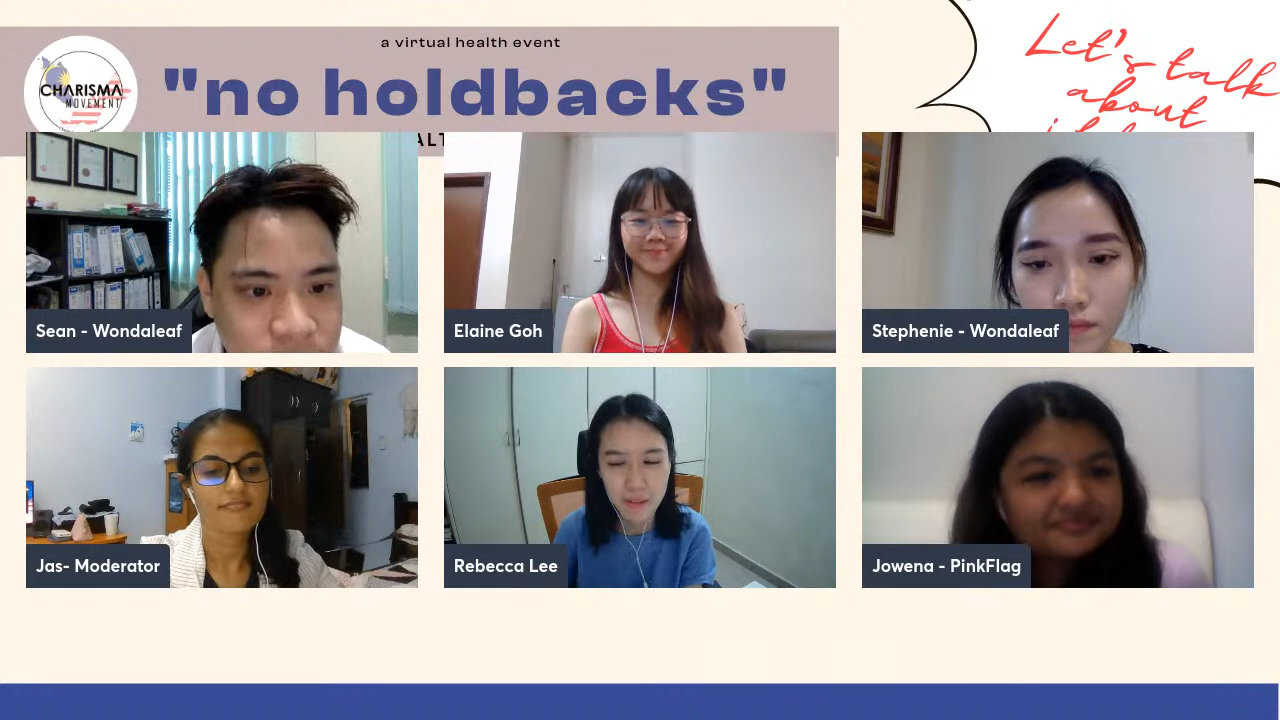 a virtual health event
"no holdbacks"
CHARISMA
MOVEMENT
Let's talk
about
Sean - Wondaleaf
Elaine Goh
Stephenie - Wondaleaf
Jas- Moderator
Rebecca Lee
Jowena - PinkFlag